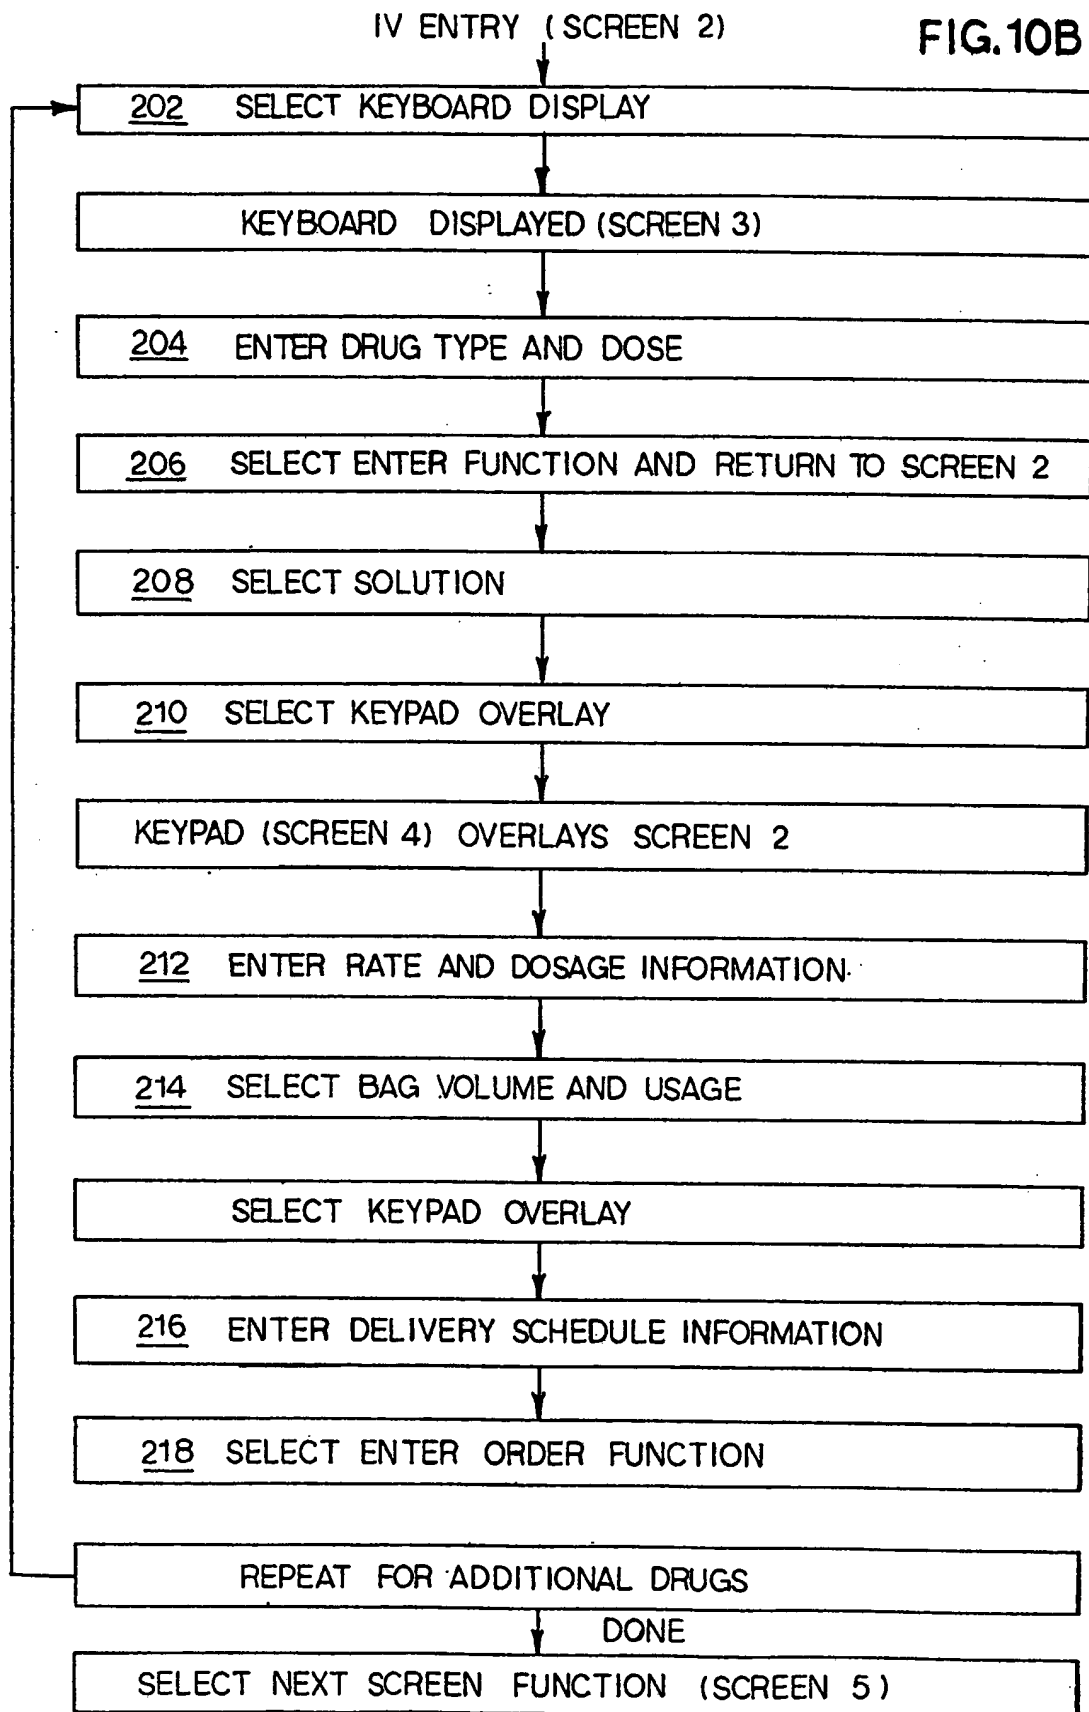 IV ENTRY (SCREEN 2)
FIG.10B
202 SELECT KEYBOARD DISPLAY
KEYBOARD DISPLAYED (SCREEN 3)
204 ENTER DRUG TYPE AND DOSE
206 SELECT ENTER FUNCTION AND RETURN TO SCREEN 2
208 SELECT SOLUTION
210 SELECT KEYPAD OVERLAY
KEYPAD (SCREEN 4) OVERLAYS SCREEN 2
212 ENTER RATE AND DOSAGE INFORMATION
214 SELECT BAG VOLUME AND USAGE
SELECT KEYPAD OVERLAY
216 ENTER DELIVERY SCHEDULE INFORMATION
218 SELECT ENTER ORDER FUNCTION
REPEAT FOR ADDITIONAL DRUGS
DONE
SELECT NEXT SCREEN FUNCTION (SCREEN 5)